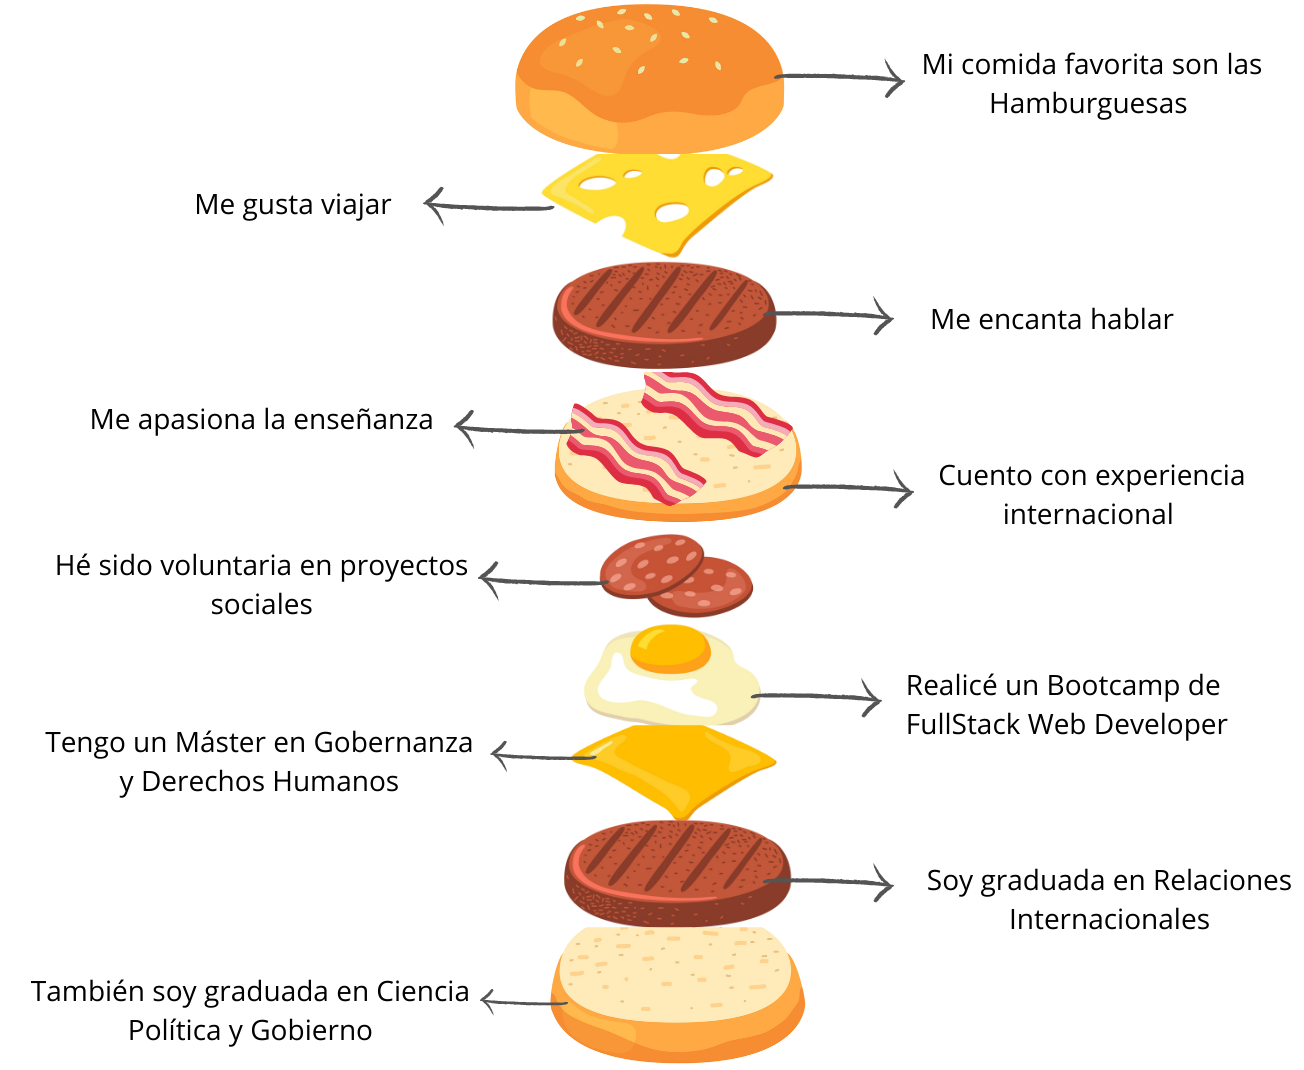 Mi comida favorita son las
Hamburguesas
Me gusta viajar
Me encanta hablar
Me apasiona la enseñanza
Cuento con experiencia
internacional
Hé sido voluntaria en proyectos
sociales
Realicé un Bootcamp de
FullStack Web Developer
Tengo un Máster en Gobernanza
y Derechos Humanos
Soy graduada en Relaciones
Internacionales
También soy graduada en Ciencia
Política y Gobierno